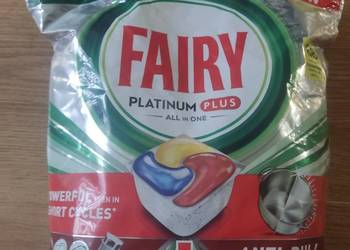 FAIRY
PLATINUM PLUS
ALL IN ONE
POWERFUL EVEN IN
SHORT CYCLES*